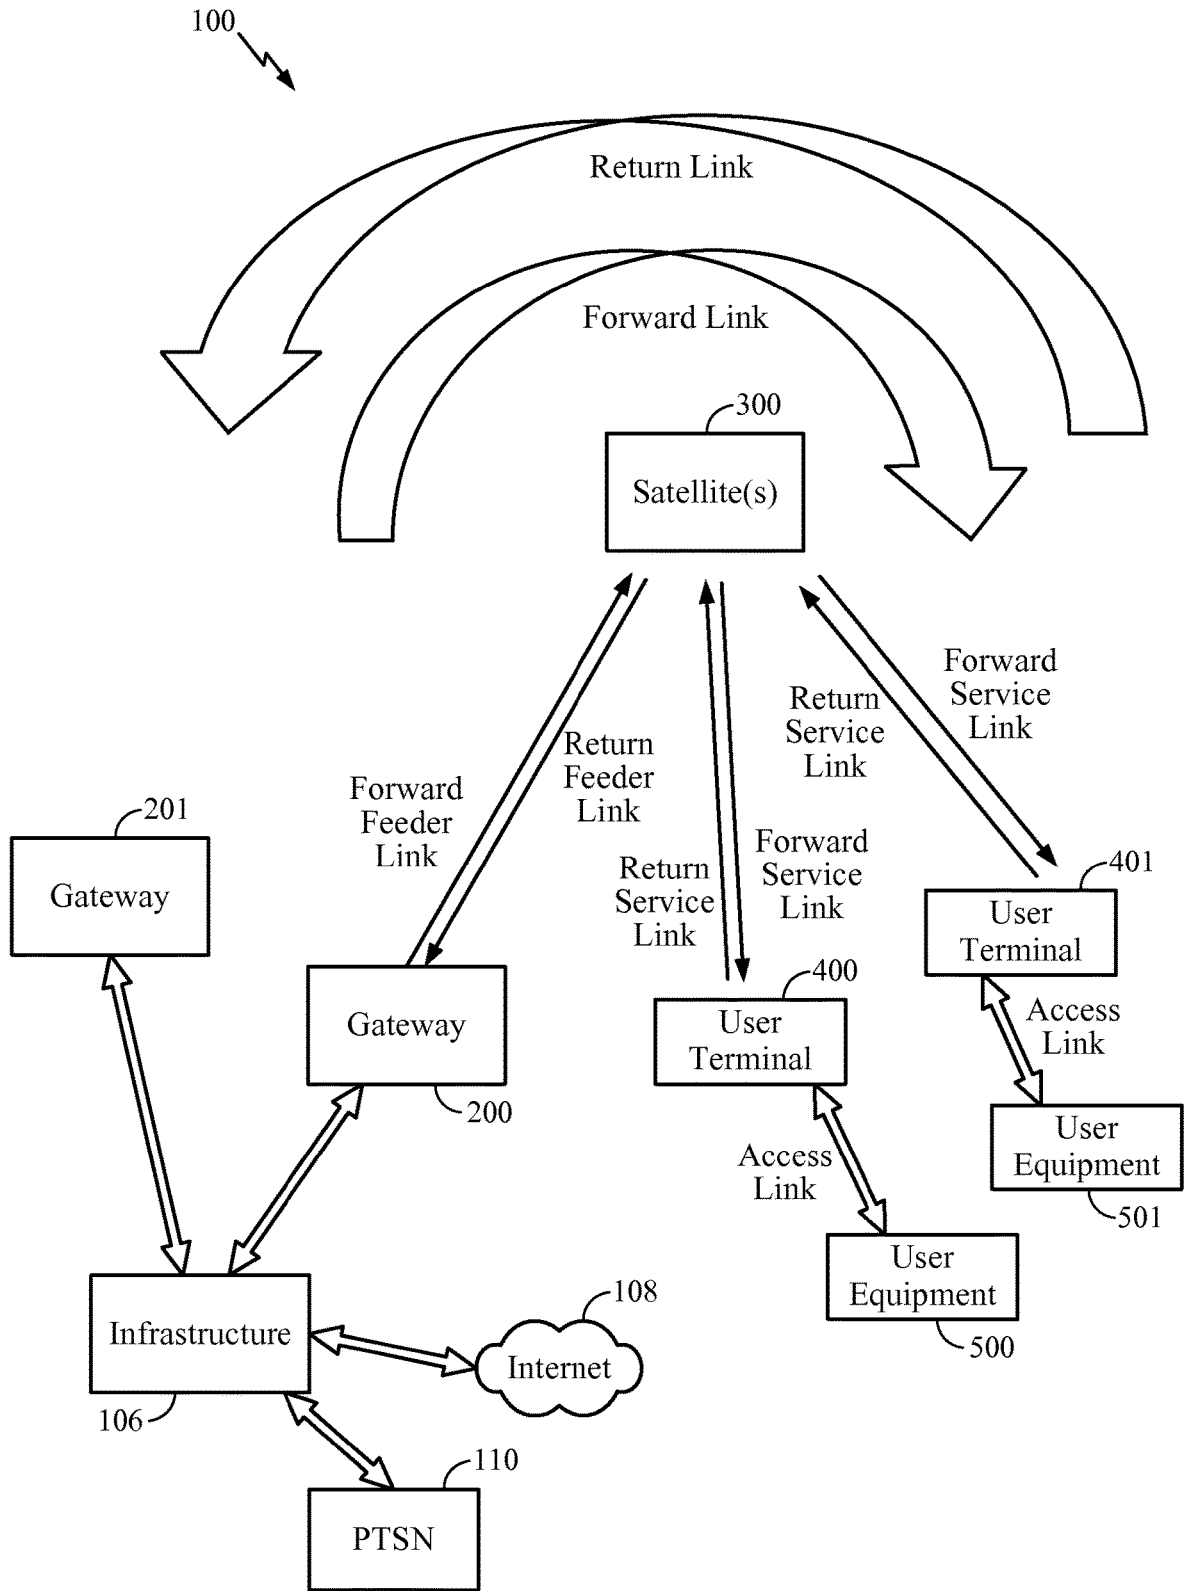 100
Return Link
Forward Link
300
Satellite(s)
Forward
Service
Link
Return
Service
Link
Return
Feeder
Link
Forward
Feeder
Link
201
Gateway
Forward
Service
Link
Return
Service
Link
401
User
Terminal
Gateway
200
400
User
Terminal
Access
Link
User
Equipment
501
Access
Link
User
Equipment
500
Infrastructure
106
108
Internet
110
PTSN